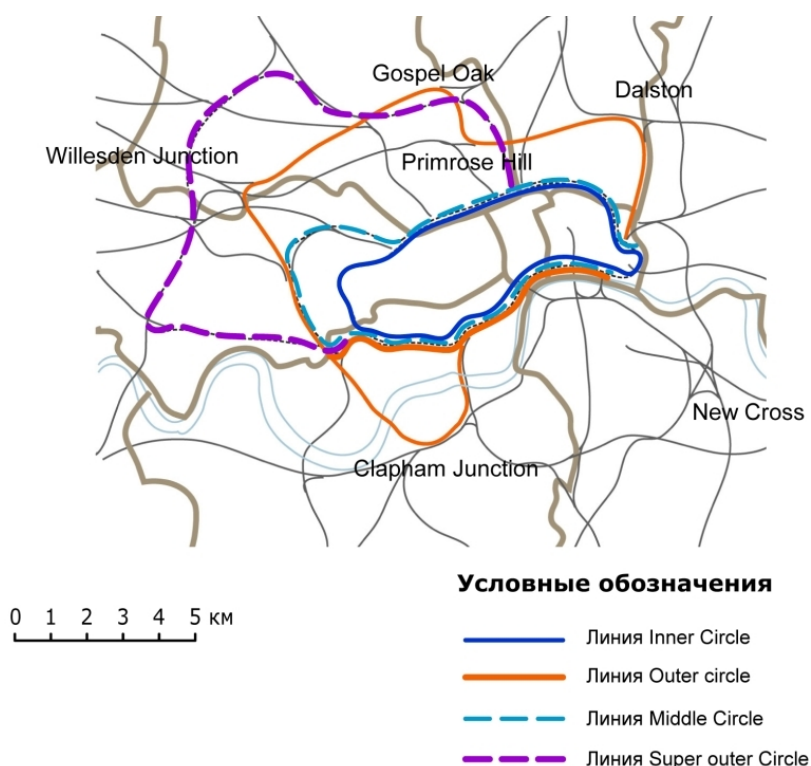 Gospel Oak
Dalston
Willesden Junction
Primrose Hill
New Cross
Clapham Junction
Условные обозначения
0 1 2 3 4 5 км
Линия Inner Circle
Линия Outer circle
Линия Middle Circle
Линия Super outer Circle